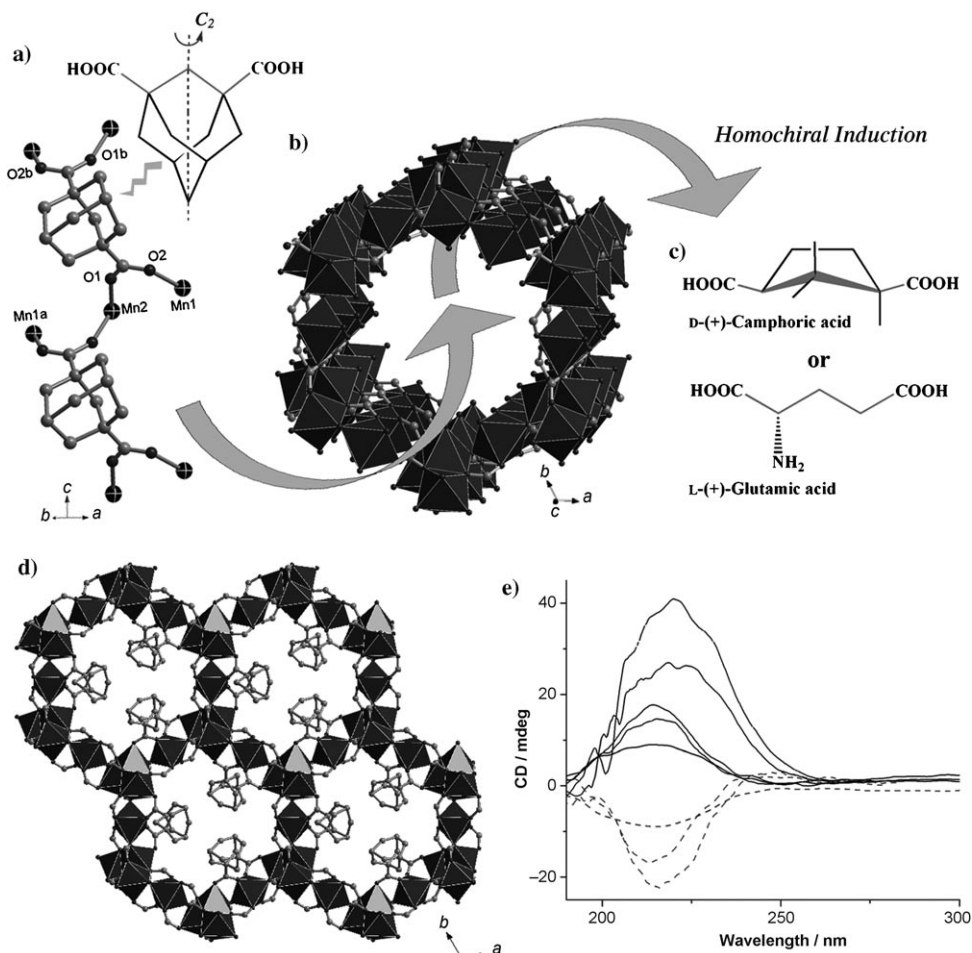 a)
C₂
HOOC
COOH
O1b
O2b
O1
O2
Mn1a
Mn2
Mn1
c
b
a
b)
b
c
a
Homochiral Induction
c)
HOOC
COOH
D-(+)-Camphoric acid
or
HOOC
COOH
NH₂
L-(+)-Glutamic acid
d)
b
a
e)
CD / mdeg
40
20
0
−20
200
250
300
Wavelength / nm